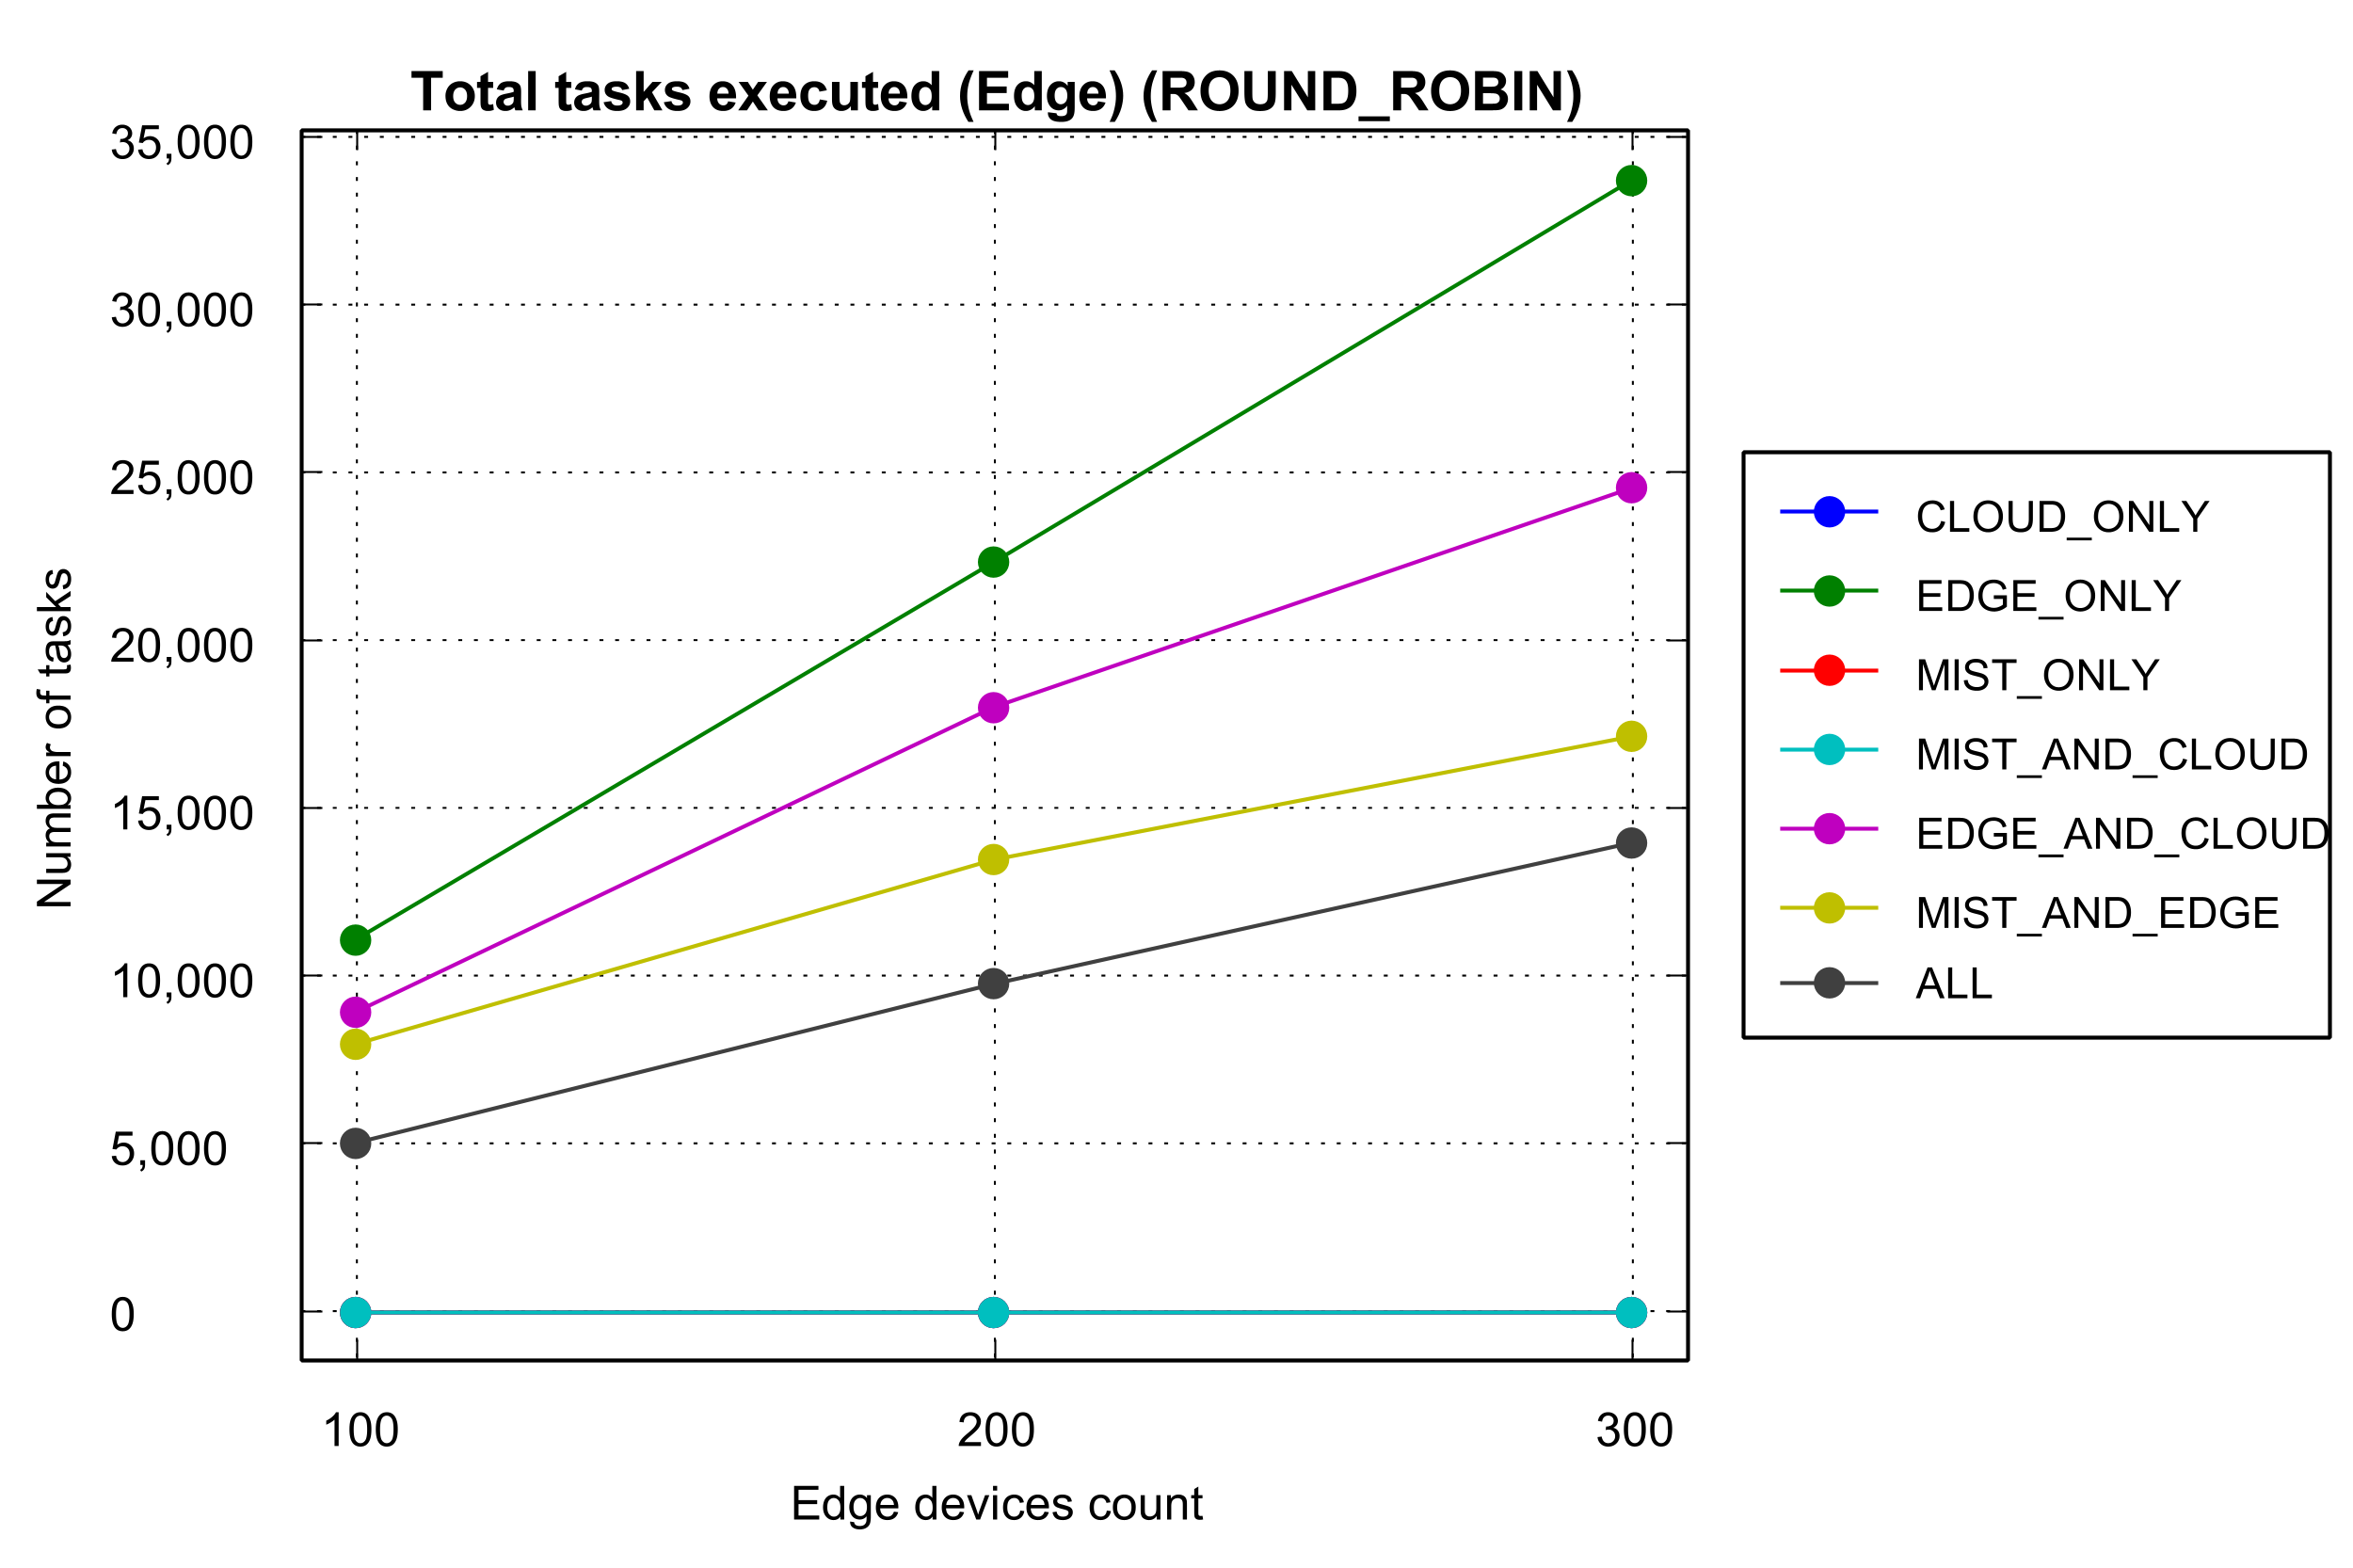 Total tasks executed (Edge) (ROUND_ROBIN)
35,000
30,000
25,000
20,000
15,000
10,000
5,000
0
Number of tasks
100
200
300
Edge devices count
CLOUD_ONLY
EDGE_ONLY
MIST_ONLY
MIST_AND_CLOUD
EDGE_AND_CLOUD
MIST_AND_EDGE
ALL